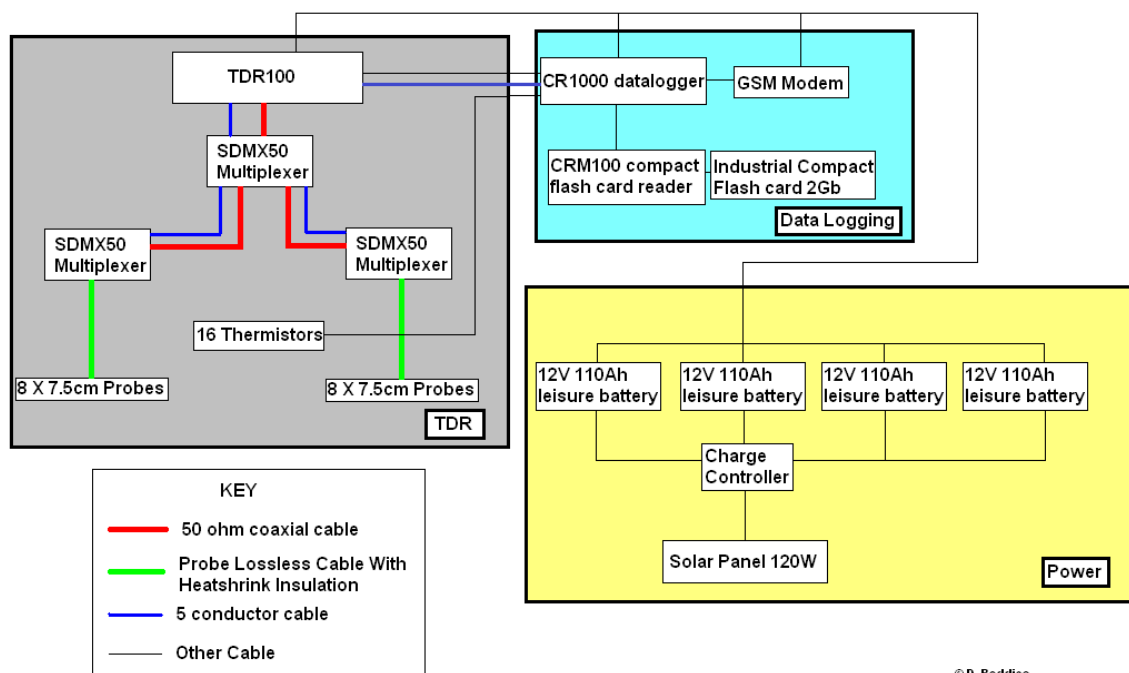 TDR100
SDMX50
Multiplexer
SDMX50
Multiplexer
SDMX50
Multiplexer
16 Thermistors
8 X 7.5cm Probes
8 X 7.5cm Probes
TDR
CR1000 datalogger
GSM Modem
CRM100 compact
flash card reader
Industrial Compact
Flash card 2Gb
Data Logging
12V 110Ah
leisure battery
12V 110Ah
leisure battery
12V 110Ah
leisure battery
12V 110Ah
leisure battery
Charge
Controller
Solar Panel 120W
Power
KEY
50 ohm coaxial cable
Probe Lossless Cable With
Heatshrink Insulation
5 conductor cable
Other Cable
© D.